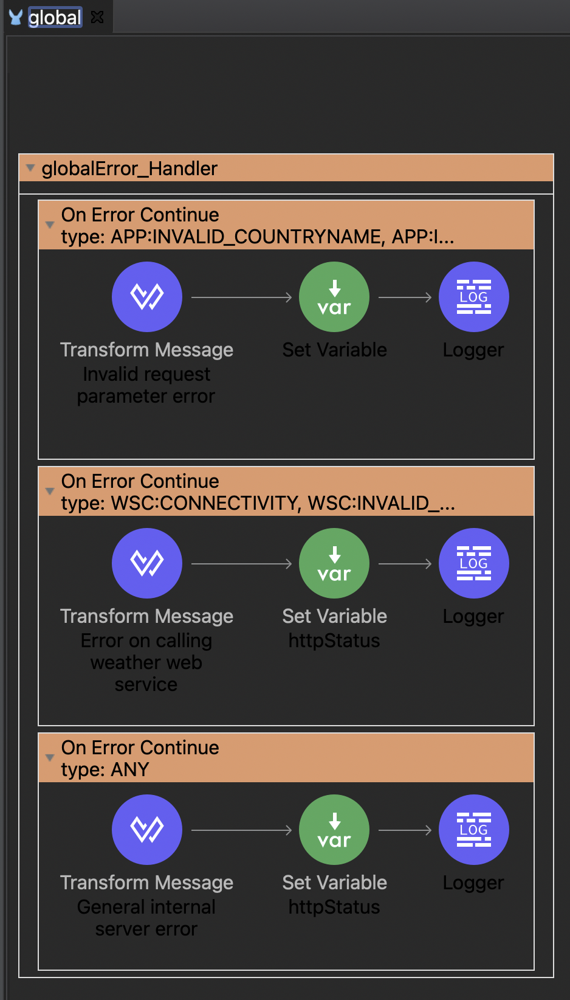 global
globalError_Handler
On Error Continue
type: APP:INVALID_COUNTRYNAME, APP:I...
var
LOG
Transform Message
Set Variable
Logger
Invalid request
parameter error
On Error Continue
type: WSC:CONNECTIVITY, WSC:INVALID_...
var
LOG
Transform Message
Set Variable
Logger
Error on calling
httpStatus
weather web
service
On Error Continue
type: ANY
var
LOG
Transform Message
Set Variable
Logger
General internal
httpStatus
server error